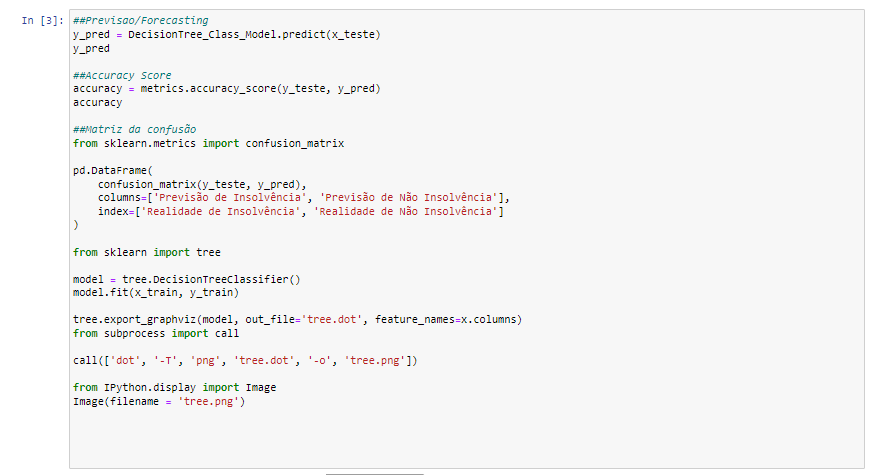 In [3]: ##Previsao/Forecasting
y_pred = DecisionTree_Class_Model.predict(x_teste)
y_pred

##Accuracy Score
accuracy = metrics.accuracy_score(y_teste, y_pred)
accuracy

##Matriz da confusão
from sklearn.metrics import confusion_matrix

pd.DataFrame(
    confusion_matrix(y_teste, y_pred),
    columns=['Previsão de Insolvência', 'Previsão de Não Insolvência'],
    index=['Realidade de Insolvência', 'Realidade de Não Insolvência']
)

from sklearn import tree

model = tree.DecisionTreeClassifier()
model.fit(x_train, y_train)

tree.export_graphviz(model, out_file='tree.dot', feature_names=x.columns)
from subprocess import call

call(['dot', '-T', 'png', 'tree.dot', '-o', 'tree.png'])

from IPython.display import Image
Image(filename = 'tree.png')